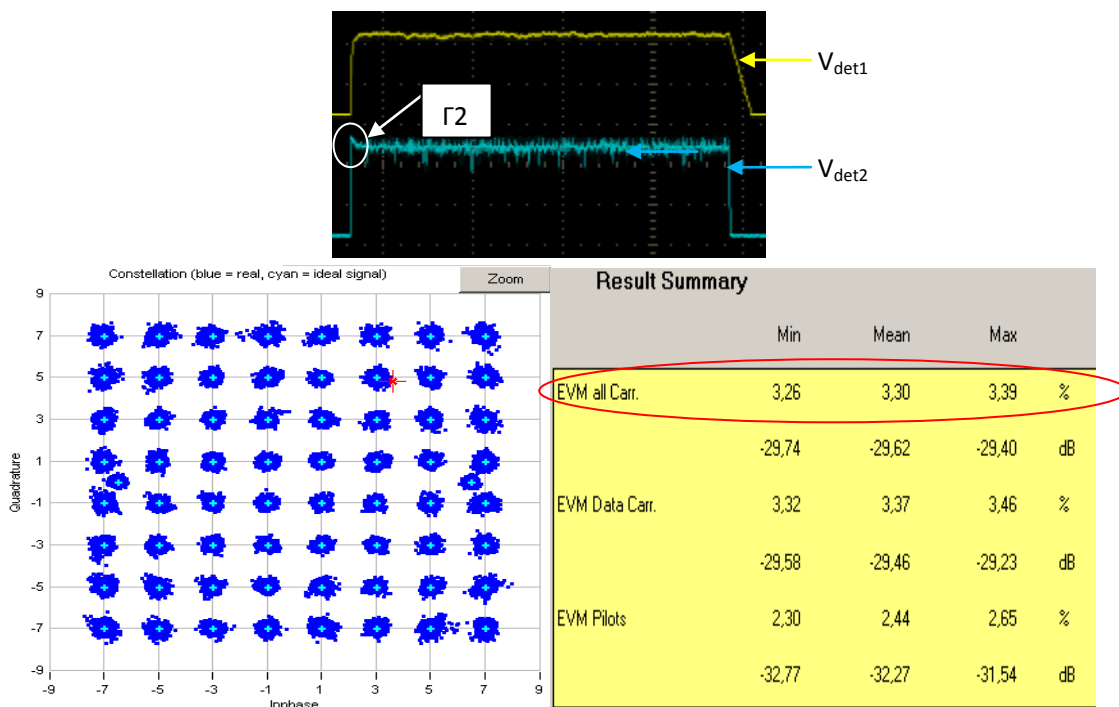 V_det1
Γ2
V_det2
Constellation (blue = real, cyan = ideal signal)
Zoom
9
7
5
3
1
-1
-3
-5
-7
-9
Quadrature
-9 -7 -5 -3 -1 1 3 5 7 9
Inphase
Result Summary
Min Mean Max
EVM all Carr. 3,26 3,30 3,39 %
-29,74 -29,62 -29,40 dB
EVM Data Carr. 3,32 3,37 3,46 %
-29,58 -29,46 -29,23 dB
EVM Pilots 2,30 2,44 2,65 %
-32,77 -32,27 -31,54 dB